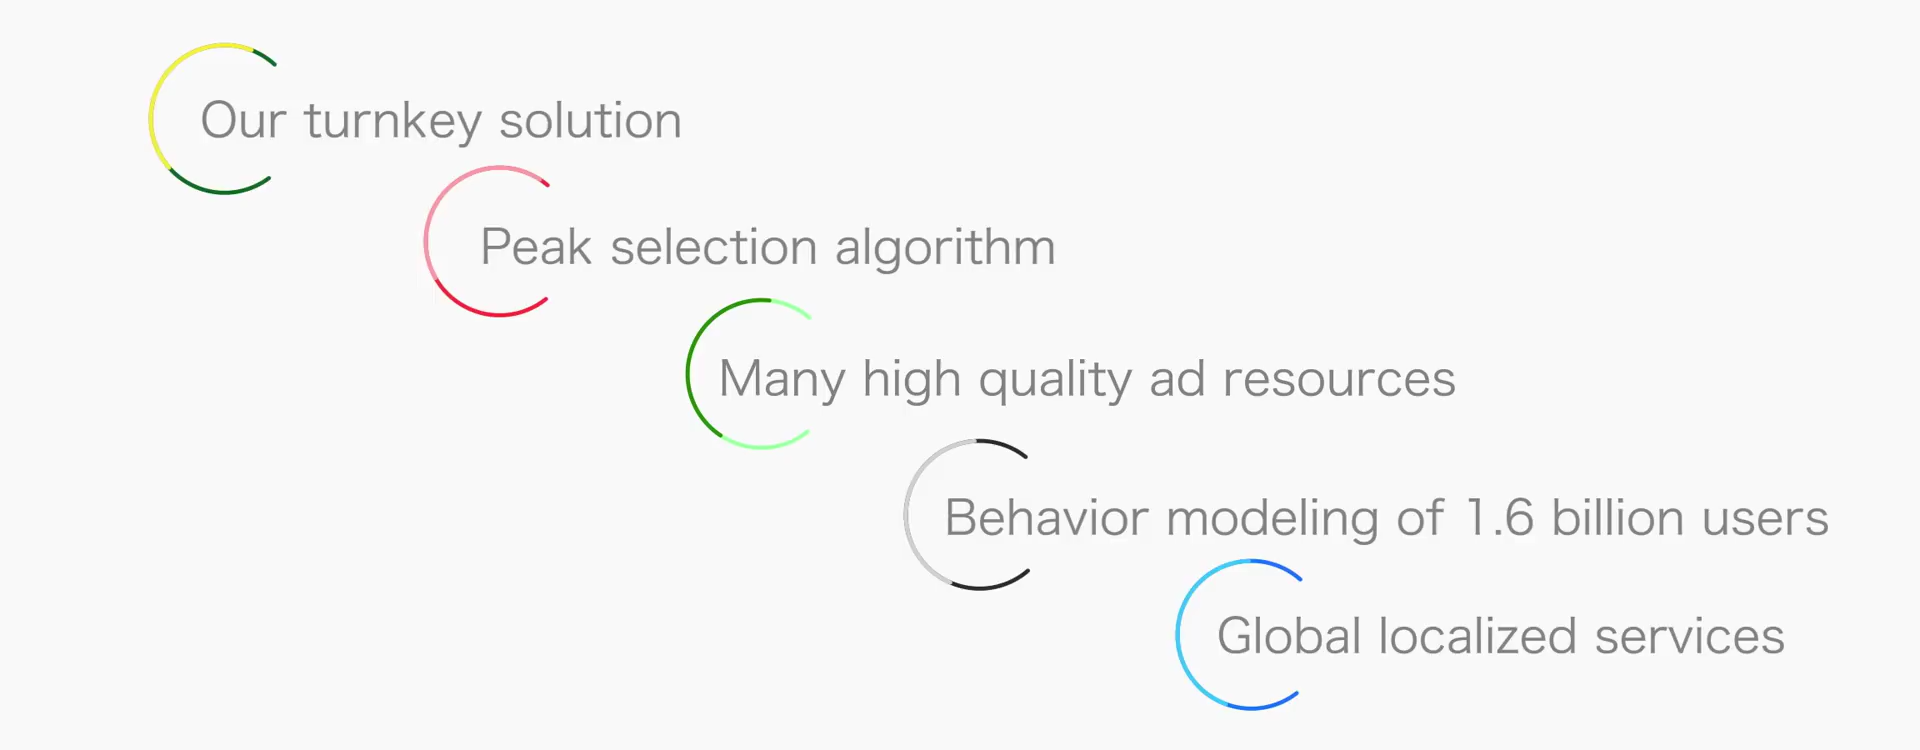 Our turnkey solution
Peak selection algorithm
Many high quality ad resources
Behavior modeling of 1.6 billion users
Global localized services